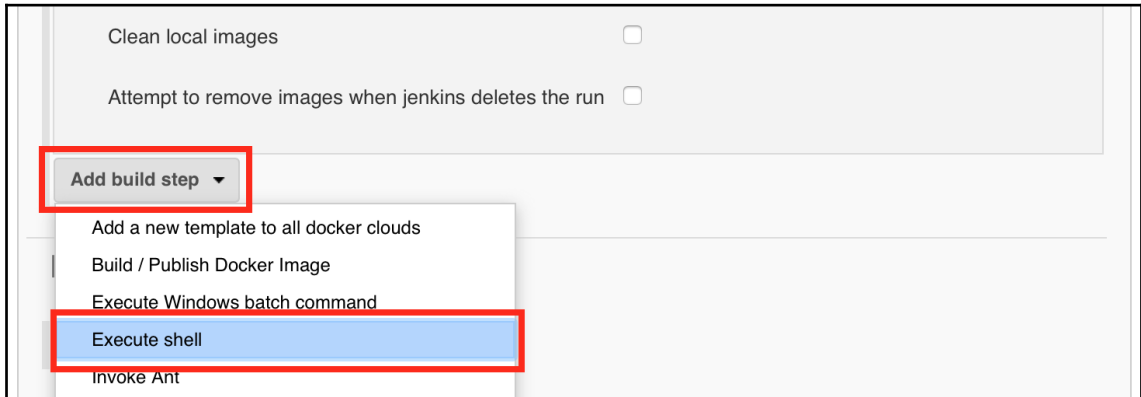 Clean local images
Attempt to remove images when jenkins deletes the run
Add build step
Add a new template to all docker clouds
Build / Publish Docker Image
Execute Windows batch command
Execute shell
Invoke Ant